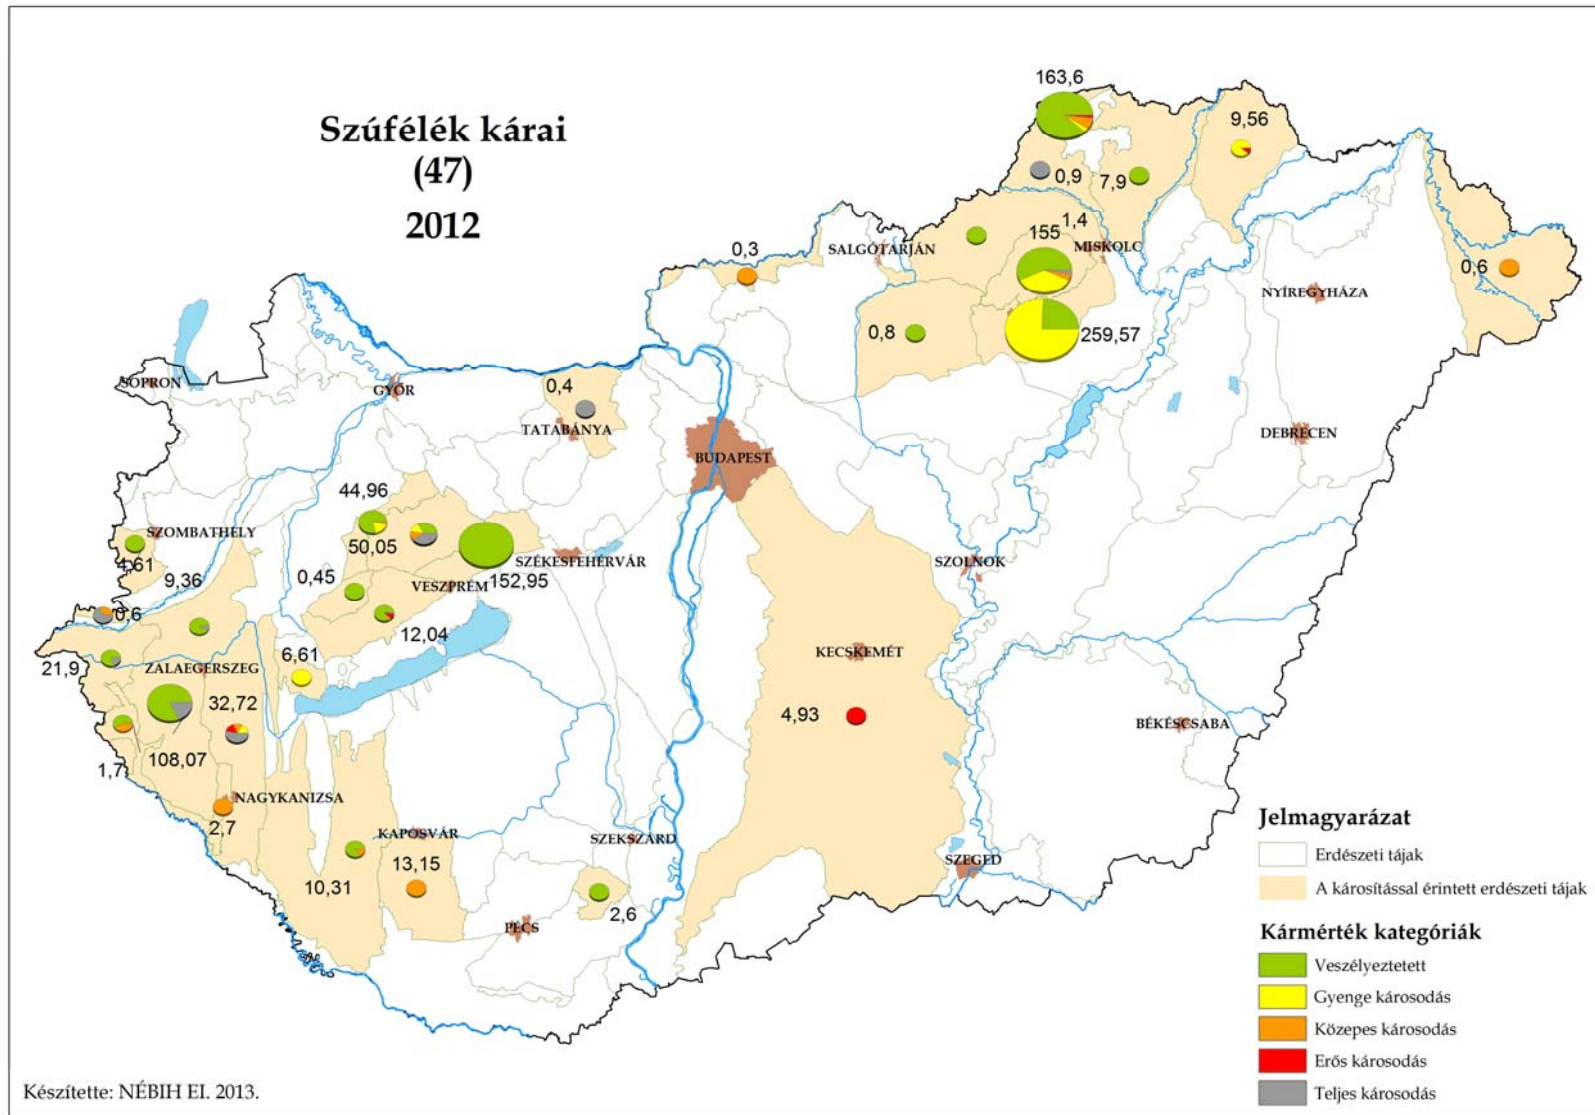 Szúfélék kárai
(47)
2012
163,6
9,56
0,9
7,9
1,4
155
MISKOLC
0,3
SALGÓTARJÁN
0,6
NYÍREGYHÁZA
0,8
259,57
SOPRON
GYŐR
0,4
TATABÁNYA
BUDAPEST
DEBRECEN
44,96
SZOMBATHELY
50,05
4,61
9,36
0,45
VESZPRÉM
SZÉKESFEHÉRVÁR
152,95
SZOLNOK
0,6
12,04
21,9
ZALAEGERSZEG
6,61
KECSKEMÉT
32,72
4,93
BÉKÉSCSABA
108,07
1,7
NAGYKANIZSA
2,7
KAPOSVÁR
SZEKSZÁRD
13,15
10,31
SZEGED
2,6
PÉCS
Jelmagyarázat
Erdészeti tájak
A károsítással érintett erdészeti tájak
Kármérték kategóriák
Veszélyeztetett
Gyenge károsodás
Közepes károsodás
Erős károsodás
Teljes károsodás
Készítette: NÉBIH EI. 2013.